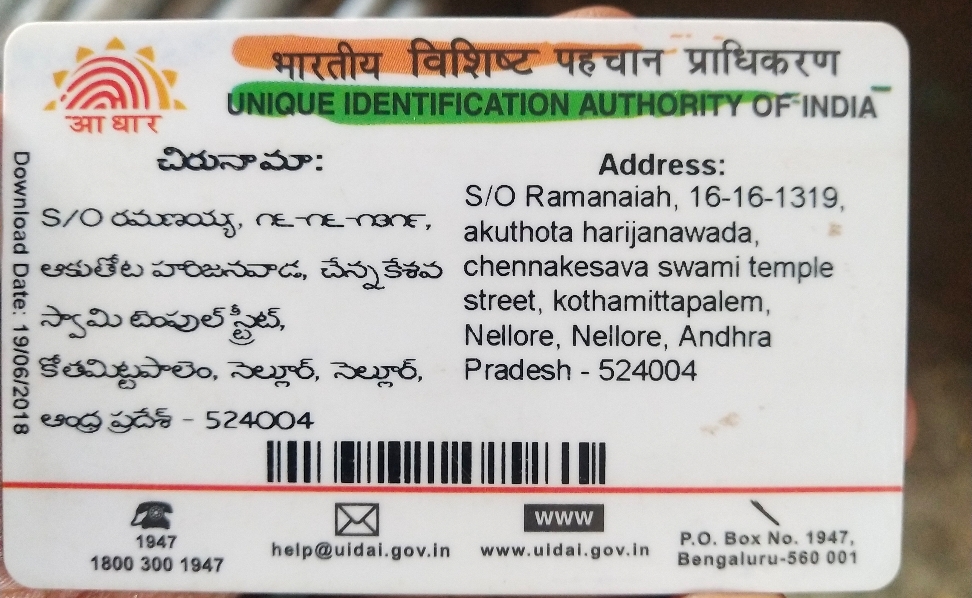 भारतीय विशिष्ट पहचान प्राधिकरण
UNIQUE IDENTIFICATION AUTHORITY OF INDIA
आधार
Download Date: 19/06/2018
చిరునామా:
S/O రమణయ్య, ౧౬-౧౬-౧౩౧౯,
ఆకుతోట హరిజనవాడ, చేన్నకేశవ
స్వామి టెంపుల్ స్ట్రీట్,
కోతమిట్టపాలెం, నెల్లూర్, నెల్లూర్,
ఆంధ్ర ప్రదేశ్ - 524004
Address:
S/O Ramanaiah, 16-16-1319,
akuthota harijanawada,
chennakesava swami temple
street, kothamittapalem,
Nellore, Nellore, Andhra
Pradesh - 524004
1947
1800 300 1947
help@uidai.gov.in
WWW
www.uidai.gov.in
P.O. Box No. 1947,
Bengaluru-560 001